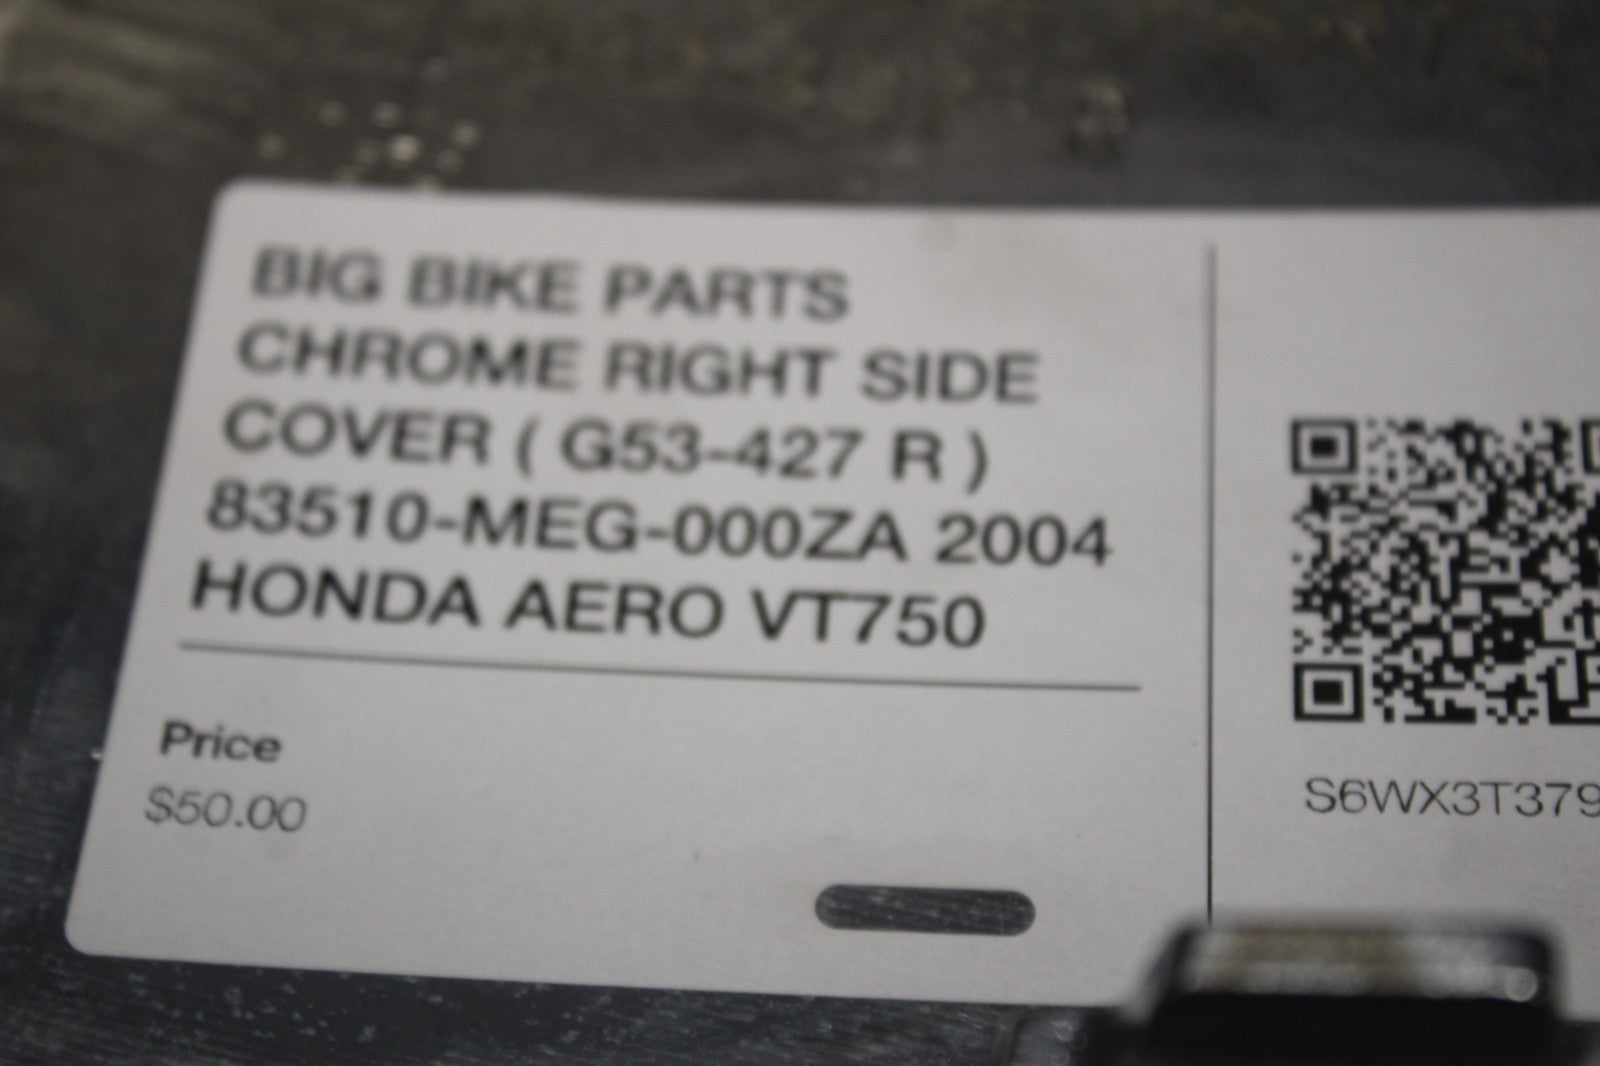 BIG BIKE PARTS
CHROME RIGHT SIDE
COVER ( G53-427 R )
83510-MEG-000ZA 2004
HONDA AERO VT750
Price
$50.00
S6WX3T379